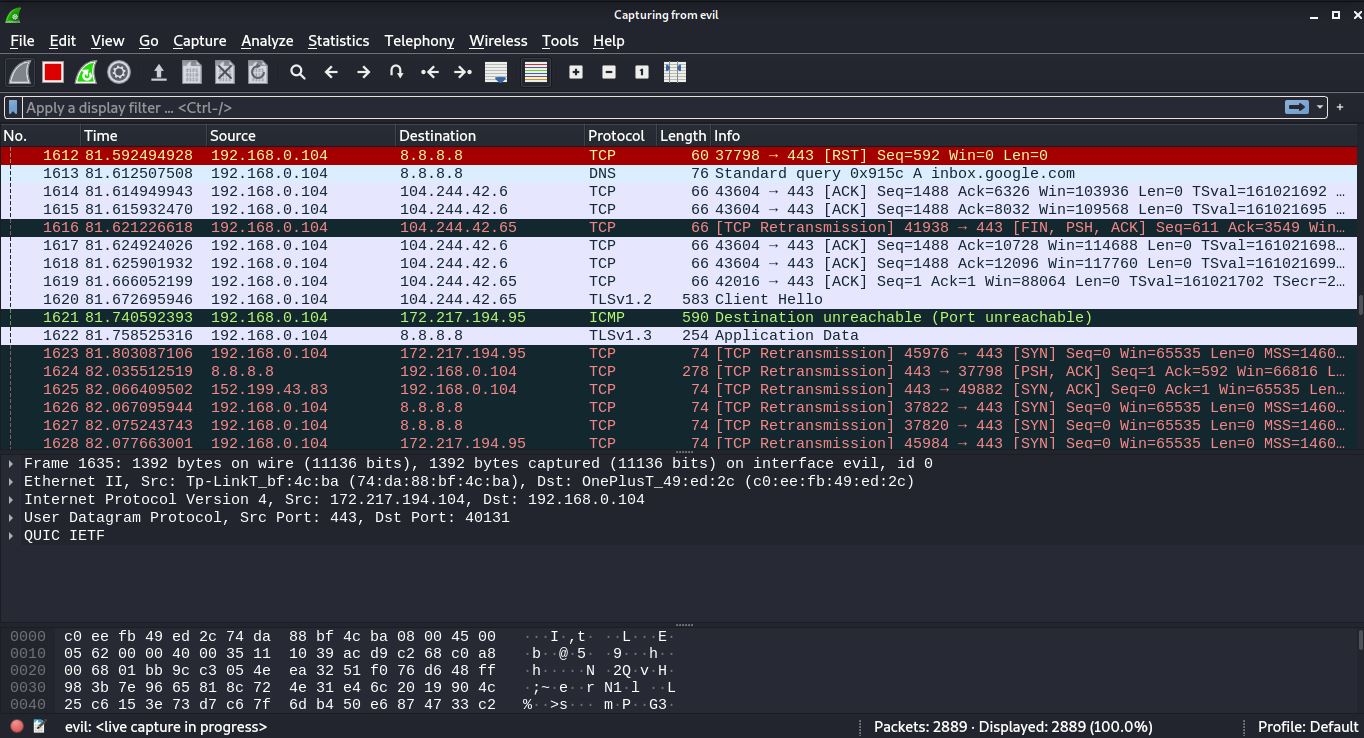 Capturing from evil
File Edit View Go Capture Analyze Statistics Telephony Wireless Tools Help
Apply a display filter ... <Ctrl-/>
No. Time Source Destination Protocol Length Info
1612 81.592494928 192.168.0.104 8.8.8.8 TCP 60 37798 → 443 [RST] Seq=592 Win=0 Len=0
1613 81.612507508 192.168.0.104 8.8.8.8 DNS 76 Standard query 0x915c A inbox.google.com
1614 81.614949943 192.168.0.104 104.244.42.6 TCP 66 43604 → 443 [ACK] Seq=1488 Ack=6326 Win=103936 Len=0 TSval=161021692 …
1615 81.615932470 192.168.0.104 104.244.42.6 TCP 66 43604 → 443 [ACK] Seq=1488 Ack=8032 Win=109568 Len=0 TSval=161021695 …
1616 81.621226618 192.168.0.104 104.244.42.65 TCP 66 [TCP Retransmission] 41938 → 443 [FIN, PSH, ACK] Seq=611 Ack=3549 Win…
1617 81.624924026 192.168.0.104 104.244.42.6 TCP 66 43604 → 443 [ACK] Seq=1488 Ack=10728 Win=114688 Len=0 TSval=161021698…
1618 81.625901932 192.168.0.104 104.244.42.6 TCP 66 43604 → 443 [ACK] Seq=1488 Ack=12096 Win=117760 Len=0 TSval=161021699…
1619 81.666052199 192.168.0.104 104.244.42.65 TCP 66 42016 → 443 [ACK] Seq=1 Ack=1 Win=88064 Len=0 TSval=161021702 TSecr=2…
1620 81.672695946 192.168.0.104 104.244.42.65 TLSv1.2 583 Client Hello
1621 81.740592393 192.168.0.104 172.217.194.95 ICMP 590 Destination unreachable (Port unreachable)
1622 81.758525316 192.168.0.104 8.8.8.8 TLSv1.3 254 Application Data
1623 81.803087106 192.168.0.104 172.217.194.95 TCP 74 [TCP Retransmission] 45976 → 443 [SYN] Seq=0 Win=65535 Len=0 MSS=1460…
1624 82.035512519 8.8.8.8 192.168.0.104 TCP 278 [TCP Retransmission] 443 → 37798 [PSH, ACK] Seq=1 Ack=592 Win=66816 L…
1625 82.066409502 152.199.43.83 192.168.0.104 TCP 74 [TCP Retransmission] 443 → 49882 [SYN, ACK] Seq=0 Ack=1 Win=65535 Len…
1626 82.067095944 192.168.0.104 8.8.8.8 TCP 74 [TCP Retransmission] 37822 → 443 [SYN] Seq=0 Win=65535 Len=0 MSS=1460…
1627 82.075243743 192.168.0.104 8.8.8.8 TCP 74 [TCP Retransmission] 37820 → 443 [SYN] Seq=0 Win=65535 Len=0 MSS=1460…
1628 82.077663001 192.168.0.104 172.217.194.95 TCP 74 [TCP Retransmission] 45984 → 443 [SYN] Seq=0 Win=65535 Len=0 MSS=1460…
Frame 1635: 1392 bytes on wire (11136 bits), 1392 bytes captured (11136 bits) on interface evil, id 0
Ethernet II, Src: Tp-LinkT_bf:4c:ba (74:da:88:bf:4c:ba), Dst: OnePlusT_49:ed:2c (c0:ee:fb:49:ed:2c)
Internet Protocol Version 4, Src: 172.217.194.104, Dst: 192.168.0.104
User Datagram Protocol, Src Port: 443, Dst Port: 40131
QUIC IETF
0000 c0 ee fb 49 ed 2c 74 da 88 bf 4c ba 08 00 45 00 ···I·,t· ··L···E·
0010 05 62 00 00 40 00 35 11 10 39 ac d9 c2 68 c0 a8 ·b··@·5· ·9···h··
0020 00 68 01 bb 9c c3 05 4e ea 32 51 f0 76 d6 48 ff ·h·····N ·2Q·v·H·
0030 98 3b 7e 96 65 81 8c 72 4e 31 e4 6c 20 19 90 4c ·;~·e··r N1·l ··L
0040 25 c6 15 3e 73 d7 c6 7f 6d b4 50 e6 87 47 33 c2 %··>s··· m·P··G3·
evil: <live capture in progress> Packets: 2889 · Displayed: 2889 (100.0%) Profile: Default